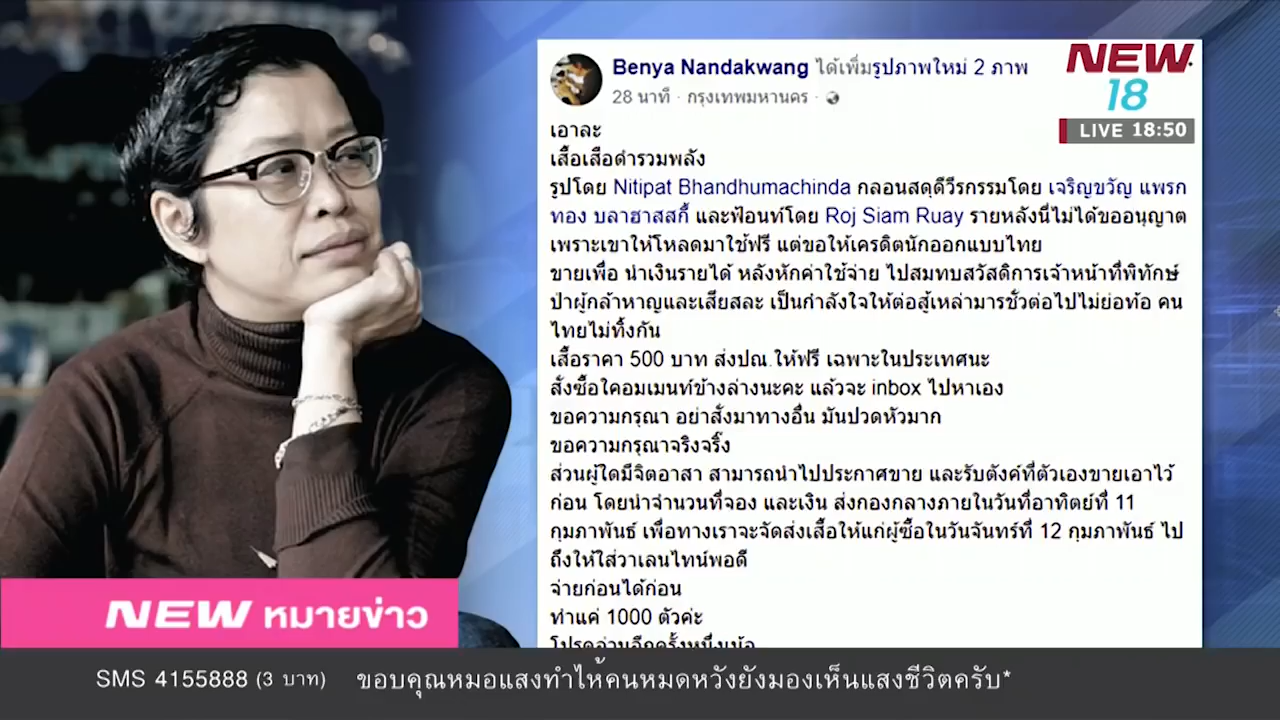 Benya Nandakwang ได้เพิ่มรูปภาพใหม่ 2 ภาพ
28 นาที · กรุงเทพมหานคร ·
NEW
18
LIVE 18:50
เอาละ
เสื้อเสือดำรวมพลัง
รูปโดย Nitipat Bhandhumachinda กลอนสดุดีวีรกรรมโดย เจริญขวัญ แพรก
ทอง บลาฮาสสกี้ และฟ้อนท์โดย Roj Siam Ruay รายหลังนี่ไม่ได้ขออนุญาต
เพราะเขาให้โหลดมาใช้ฟรี แต่ขอให้เครดิตนักออกแบบไทย
ขายเพื่อ นำเงินรายได้ หลังหักค่าใช้จ่าย ไปสมทบสวัสดิการเจ้าหน้าที่พิทักษ์
ป่าผู้กล้าหาญและเสียสละ เป็นกำลังใจให้ต่อสู้เหล่ามารชั่วต่อไปไม่ย่อท้อ คน
ไทยไม่ทิ้งกัน
เสื้อราคา 500 บาท ส่งปณ.ให้ฟรี เฉพาะในประเทศนะ
สั่งซื้อใคอมเมนท์ข้างล่างนะคะ แล้วจะ inbox ไปหาเอง
ขอความกรุณา อย่าสั่งมาทางอื่น มันปวดหัวมาก
ขอความกรุณาจริงจริ๊ง
ส่วนผู้ใดมีจิตอาสา สามารถนำไปประกาศขาย และรับตังค์ที่ตัวเองขายเอาไว้
ก่อน โดยนำจำนวนที่จอง และเงิน ส่งกองกลางภายในวันที่อาทิตย์ที่ 11
กุมภาพันธ์ เพื่อทางเราจะจัดส่งเสื้อให้แก่ผู้ซื้อในวันจันทร์ที่ 12 กุมภาพันธ์ ไป
ถึงให้ใส่วาเลนไทน์พอดี
จ่ายก่อนได้ก่อน
ทำแค่ 1000 ตัวค่ะ
โปรดอ่านอีกครั้งหนึ่งเน้อ
NEW หมายข่าว
SMS 4155888 (3 บาท) ขอบคุณหมอแสงทำให้คนหมดหวังยังมองเห็นแสงชีวิตครับ*